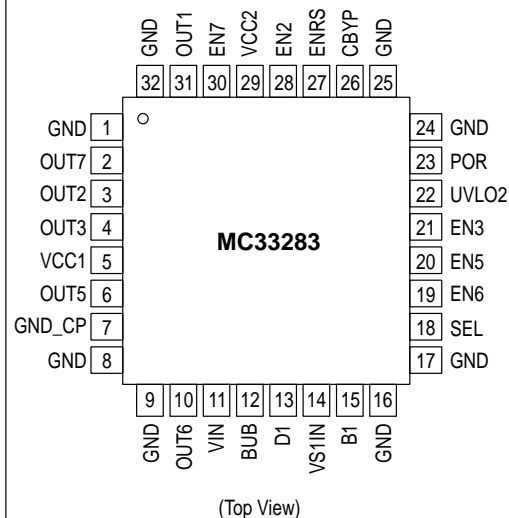 GND OUT1 EN7 VCC2 EN2 ENRS CBYP GND
32 31 30 29 28 27 26 25
GND 1
OUT7 2
OUT2 3
OUT3 4
VCC1 5
OUT5 6
GND_CP 7
GND 8
MC33283
24 GND
23 POR
22 UVLO2
21 EN3
20 EN5
19 EN6
18 SEL
17 GND
9 10 11 12 13 14 15 16
GND OUT6 VIN BUB D1 VS1IN B1 GND
(Top View)